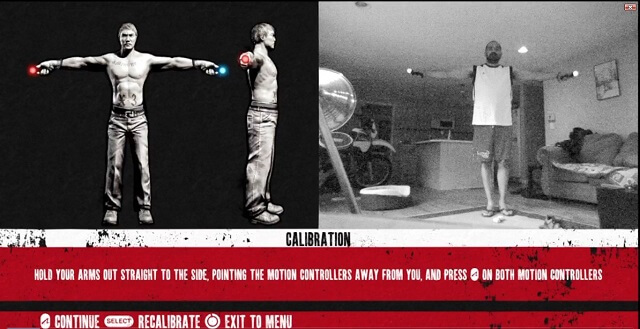 CALIBRATION
HOLD YOUR ARMS OUT STRAIGHT TO THE SIDE, POINTING THE MOTION CONTROLLERS AWAY FROM YOU, AND PRESS ON BOTH MOTION CONTROLLERS
CONTINUE SELECT RECALIBRATE EXIT TO MENU